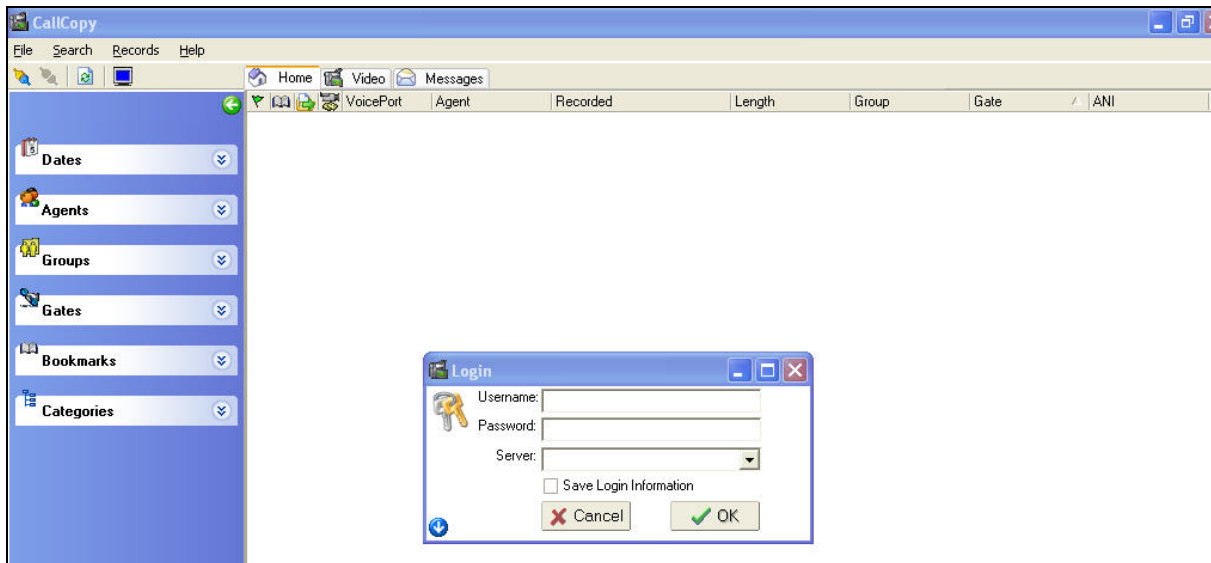 CallCopy
File Search Records Help
Home Video Messages
VoicePort Agent Recorded Length Group Gate ANI
5
Dates
Agents
Groups
Gates
Bookmarks
Categories
Login
Username:
Password:
Server:
Save Login Information
Cancel OK